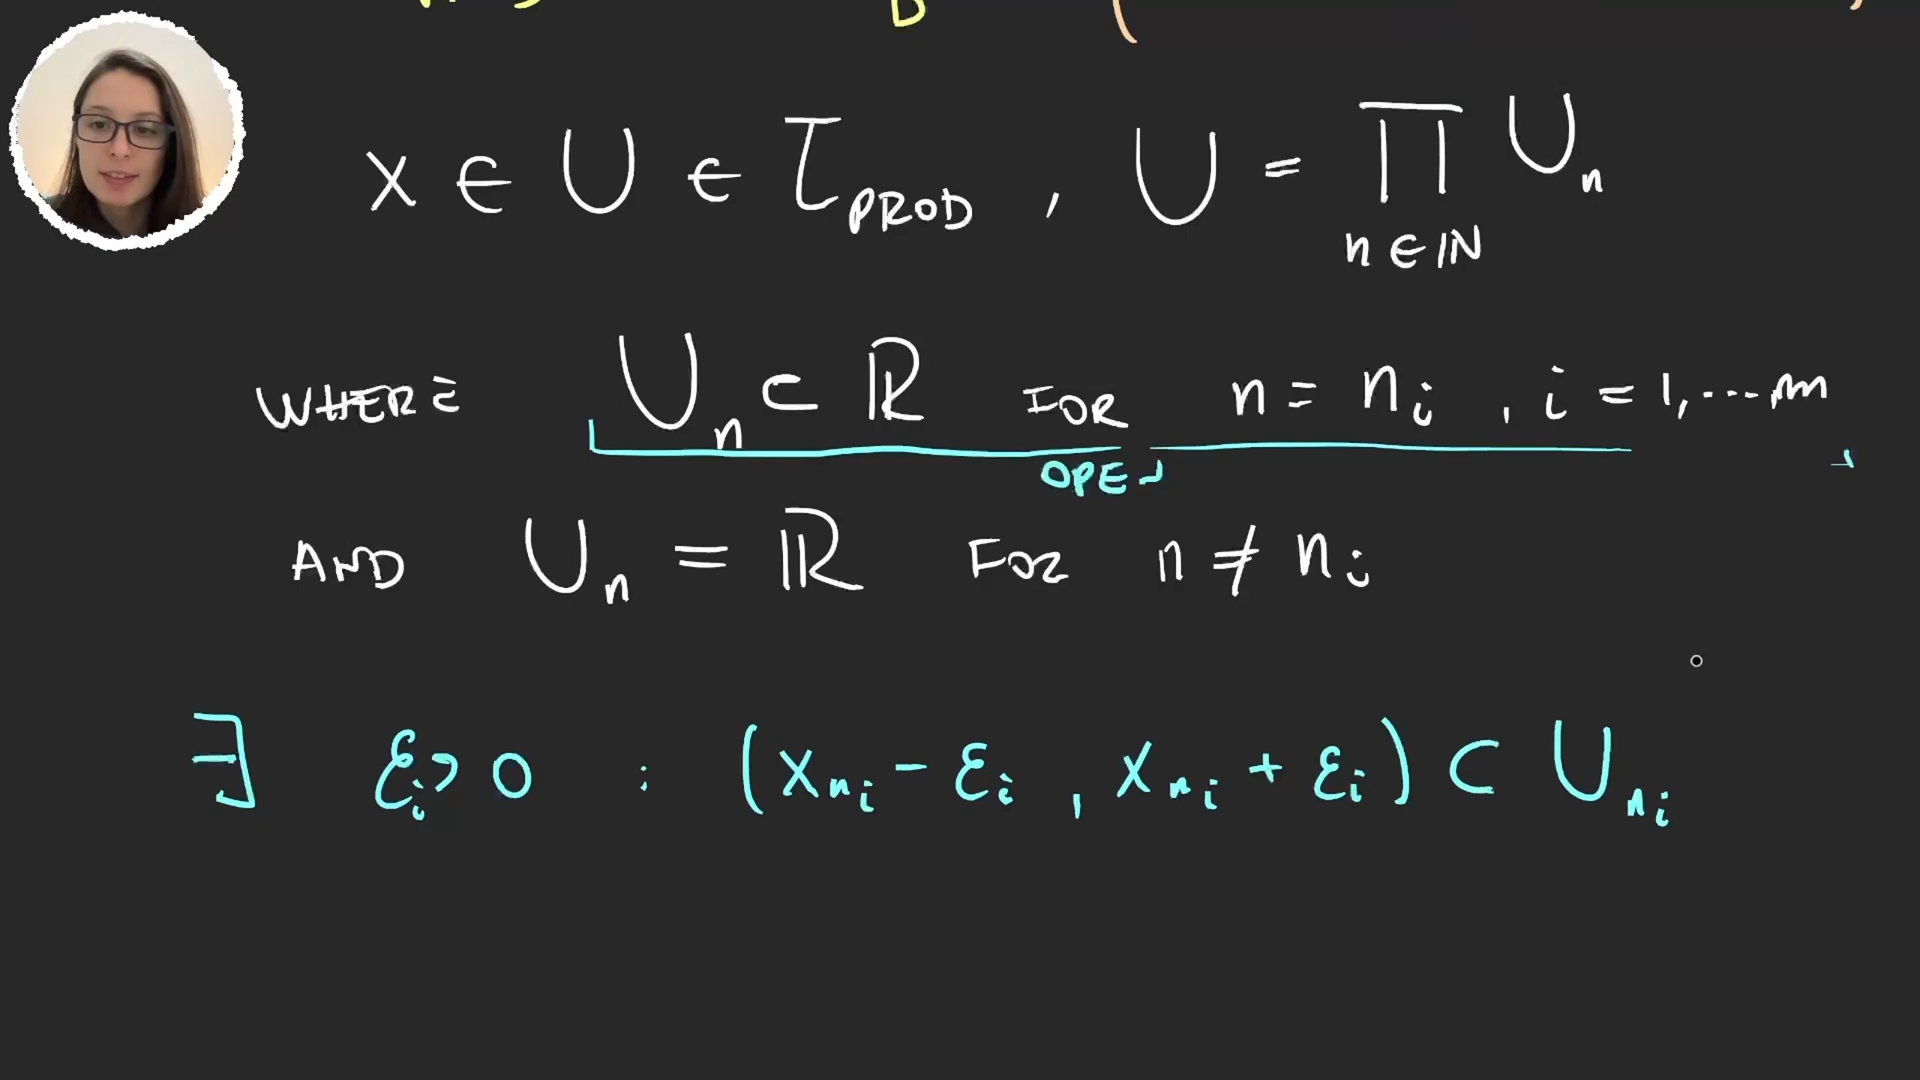 x ∈ U ∈ τ_PROD , U = ∏_{n ∈ ℕ} U_n
WHERE U_n ⊂ ℝ FOR n = n_i , i = 1, ... m
OPEN
AND U_n = ℝ FOR n ≠ n_i
∃ ε_i > 0 : (x_{n_i} - ε_i , x_{n_i} + ε_i) ⊂ U_{n_i}